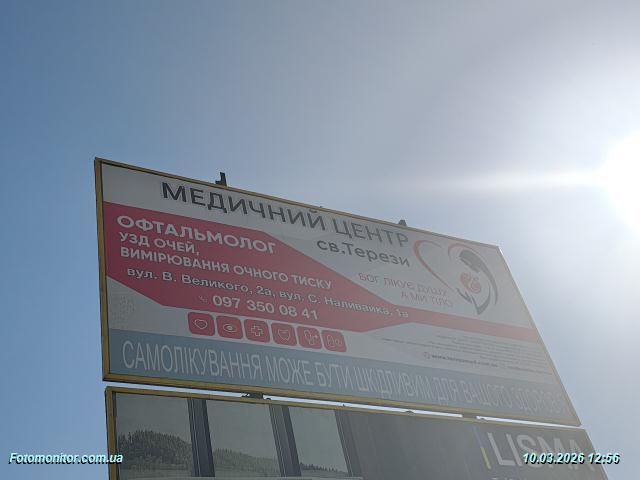 МЕДИЧНИЙ ЦЕНТР
св.Терези
ОФТАЛЬМОЛОГ
УЗД ОЧЕЙ,
ВИМІРЮВАННЯ ОЧНОГО ТИСКУ
вул. В. Великого, 2а, вул. С. Наливайка, 1а
097 350 08 41
БОГ ЛІКУЄ ДУШУ,
А МИ ТІЛО
САМОЛІКУВАННЯ МОЖЕ БУТИ ШКІДЛИВИМ ДЛЯ ВАШОГО ЗДОРОВ'Я
LISMA
Fotomonitor.com.ua
10.03.2026 12:56